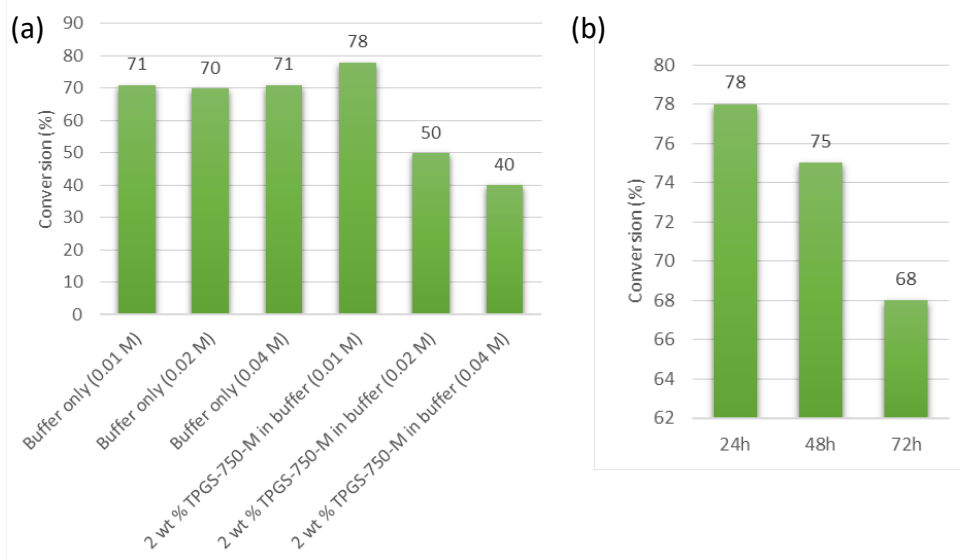 (a)
90
80
70
60
50
40
30
20
10
0
Conversion (%)
71
70
71
78
50
40
Buffer only (0.01 M)
Buffer only (0.02 M)
Buffer only (0.04 M)
2 wt % TPGS-750-M in buffer (0.01 M)
2 wt % TPGS-750-M in buffer (0.02 M)
2 wt % TPGS-750-M in buffer (0.04 M)
(b)
80
78
76
74
72
70
68
66
64
62
Conversion (%)
78
75
68
24h
48h
72h